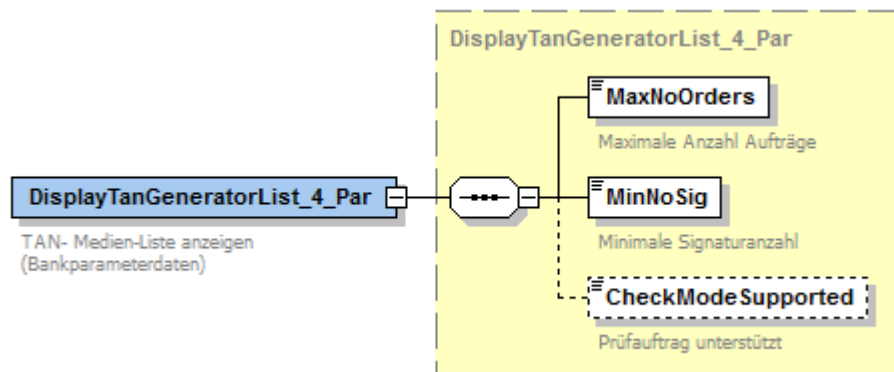 DisplayTanGeneratorList_4_Par
MaxNoOrders
Maximale Anzahl Aufträge
DisplayTanGeneratorList_4_Par
TAN- Medien-Liste anzeigen
(Bankparameterdaten)
MinNoSig
Minimale Signaturanzahl
CheckModeSupported
Prüfauftrag unterstützt